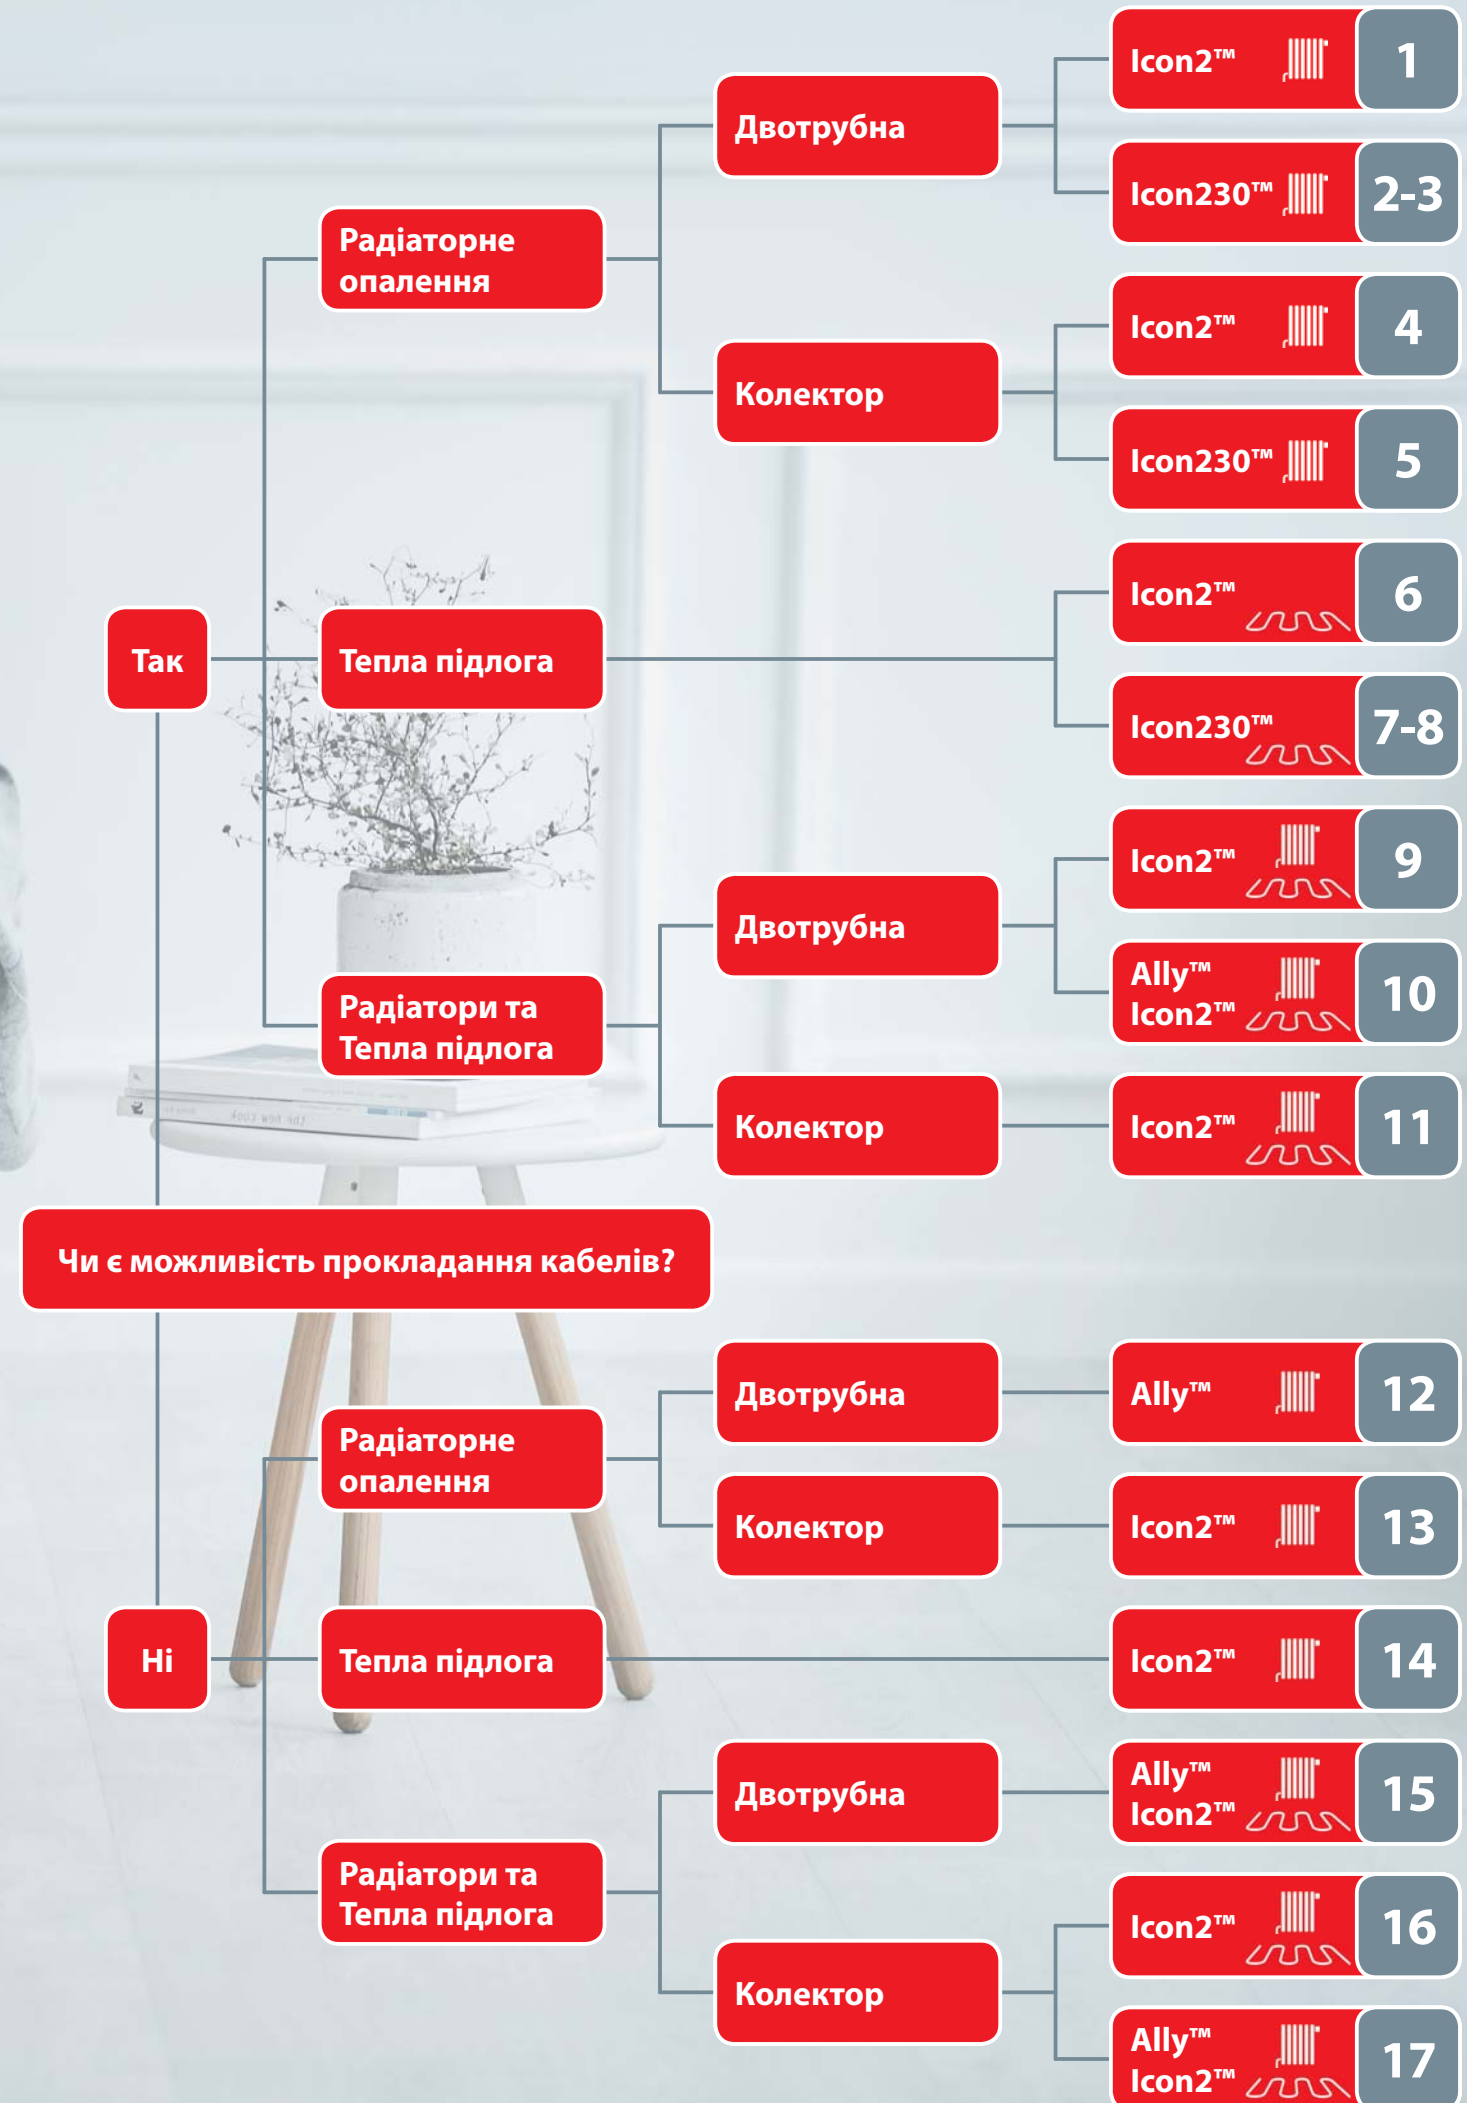 Icon2™
1
Двотрубна
Icon230™
2-3
Радіаторне
опалення
Icon2™
4
Колектор
Icon230™
5
Icon2™
6
Так
Тепла підлога
Icon230™
7-8
Icon2™
9
Двотрубна
Ally™
Icon2™
10
Радіатори та
Тепла підлога
Колектор
Icon2™
11
the new cook
Чи є можливість прокладання кабелів?
Двотрубна
Ally™
12
Радіаторне
опалення
Колектор
Icon2™
13
Ні
Тепла підлога
Icon2™
14
Двотрубна
Ally™
Icon2™
15
Радіатори та
Тепла підлога
Icon2™
16
Колектор
Ally™
Icon2™
17